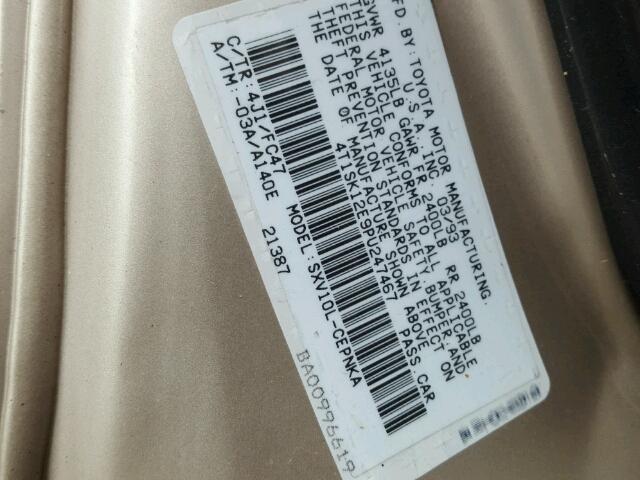 MFD. BY: TOYOTA MOTOR MANUFACTURING.
U.S.A., INC. 03/93
GVWR 4135LB GAWR FR 2400LB RR 2400LB
THIS VEHICLE CONFORMS TO ALL APPLICABLE
FEDERAL MOTOR VEHICLE SAFETY, BUMPER, AND
THEFT PREVENTION STANDARDS IN EFFECT ON
THE DATE OF MANUFACTURE SHOWN ABOVE.
4T1SK12E9PU247467 PASS.CAR
C/TR: 4J1/FC47 MODEL: SXV10L-CEPNKA
A/TM: -03A/A140E 21387
BA00996619